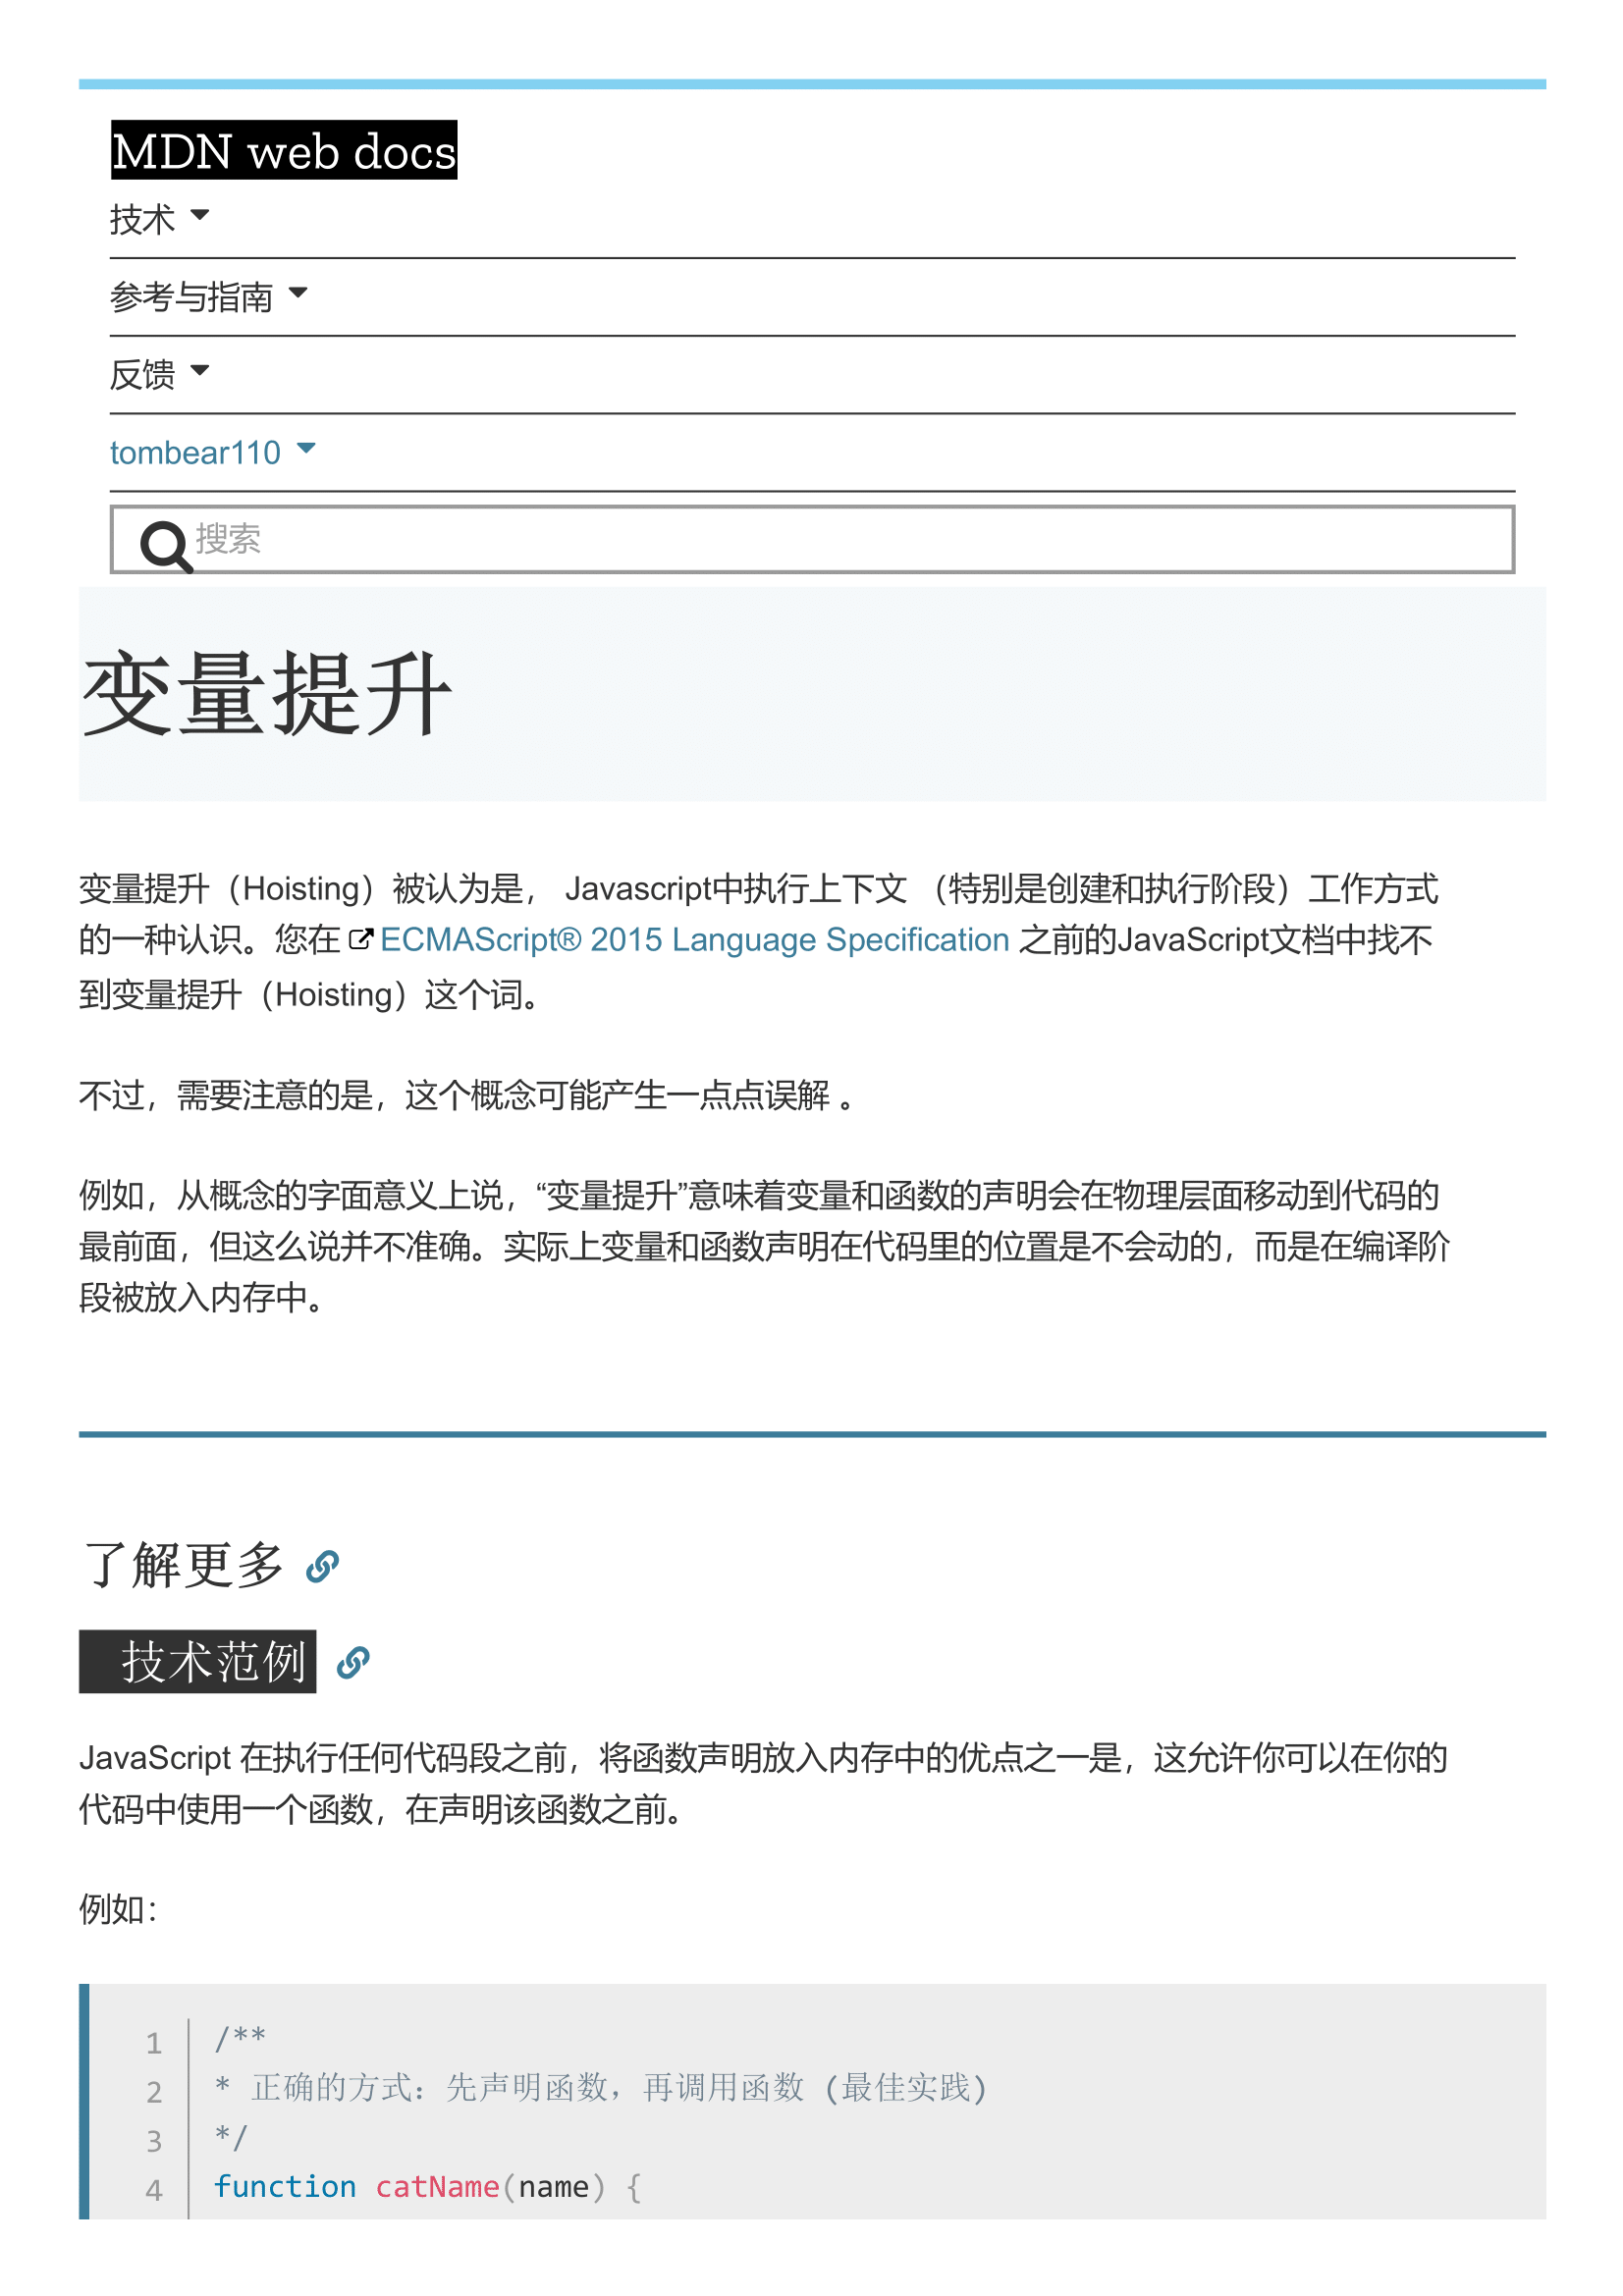 MDN web docs
技术
参考与指南
反馈
tombear110
搜索
变量提升
变量提升（Hoisting）被认为是， Javascript中执行上下文 （特别是创建和执行阶段）工作方式
的一种认识。您在 ECMAScript® 2015 Language Specification 之前的JavaScript文档中找不
到变量提升（Hoisting）这个词。
不过，需要注意的是，这个概念可能产生一点点误解 。
例如，从概念的字面意义上说，“变量提升”意味着变量和函数的声明会在物理层面移动到代码的
最前面，但这么说并不准确。实际上变量和函数声明在代码里的位置是不会动的，而是在编译阶
段被放入内存中。
了解更多
技术范例
JavaScript 在执行任何代码段之前，将函数声明放入内存中的优点之一是，这允许你可以在你的
代码中使用一个函数，在声明该函数之前。
例如：
1 /**
2 * 正确的方式：先声明函数，再调用函数 (最佳实践)
3 */
4 function catName(name) {